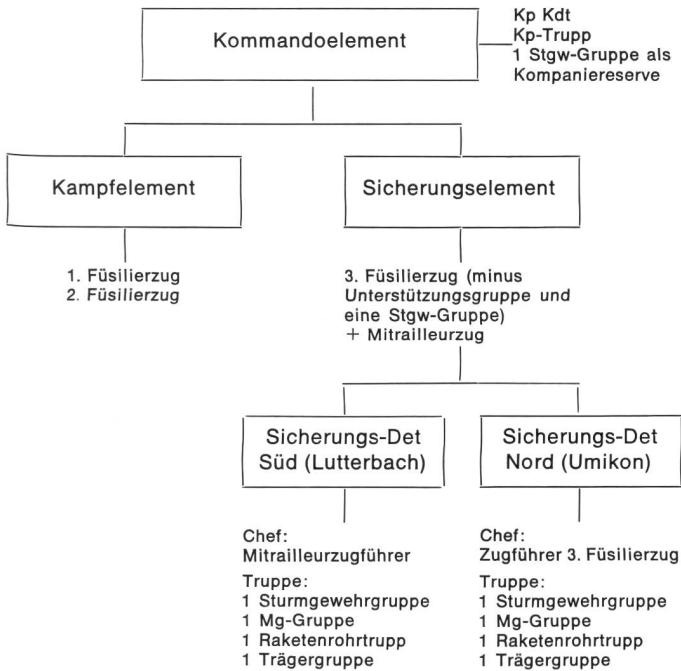 Kommandoelement
Kp Kdt
Kp-Trupp
1 Stgw-Gruppe als
Kompaniereserve
Kampfelement
1. Füsilierzug
2. Füsilierzug
Sicherungselement
3. Füsilierzug (minus
Unterstützungsgruppe und
eine Stgw-Gruppe)
+ Mitrailleurzug
Sicherungs-Det
Süd (Lutterbach)
Chef:
Mitrailleurzugführer
Truppe:
1 Sturmgewehrgruppe
1 Mg-Gruppe
1 Raketenrohrtrupp
1 Trägergruppe
Sicherungs-Det
Nord (Umikon)
Chef:
Zugführer 3. Füsilierzug
Truppe:
1 Sturmgewehrgruppe
1 Mg-Gruppe
1 Raketenrohrtrupp
1 Trägergruppe